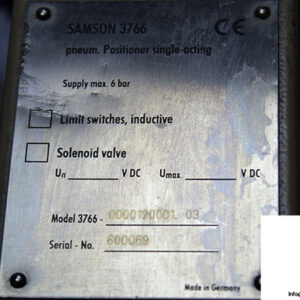 SAMSON 3766 CE
pneum. Positioner single-acting
Supply max. 6 bar
Limit switches, inductive
Solenoid valve
Un V DC Umax. V DC
Model 3766 - 0000120001 03
Serial - No. 600089
Made in Germany